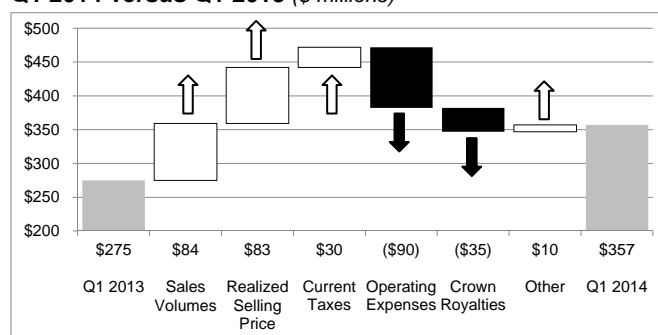 Q1 2014 versus Q1 2013 ($ millions)
$500
$450
$400
$350
$300
$250
$200
$275 $84 $83 $30 ($90) ($35) $10 $357
Q1 2013 Sales Realized Current Operating Crown Other Q1 2014
Volumes Selling Taxes Expenses Royalties
Price